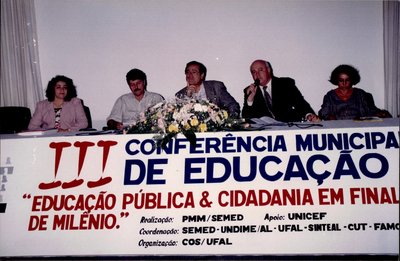 III CONFERÊNCIA MUNICIPA
DE EDUCAÇÃO
"EDUCAÇÃO PÚBLICA & CIDADANIA EM FINAL
DE MILÊNIO."
Realização: PMM/SEMED Apoio: UNICEF
Coordenação: SEMED - UNDIME/AL - UFAL - SINTEAL - CUT - FAMO
Organização: COS/UFAL